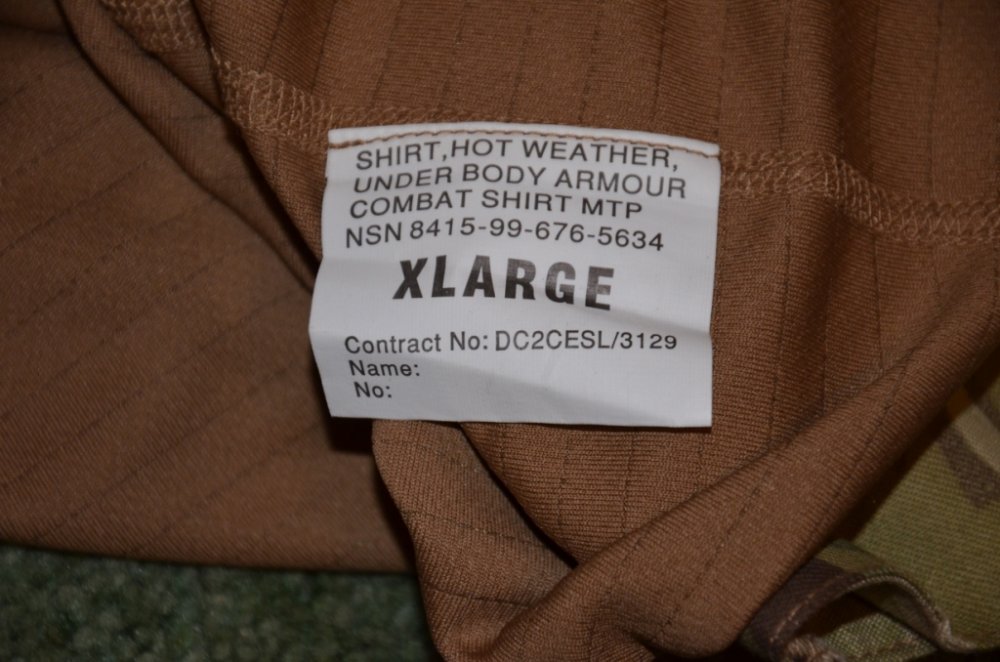 SHIRT,HOT WEATHER,
UNDER BODY ARMOUR
COMBAT SHIRT MTP
NSN 8415-99-676-5634
XLARGE
Contract No: DC2CESL/3129
Name:
No: